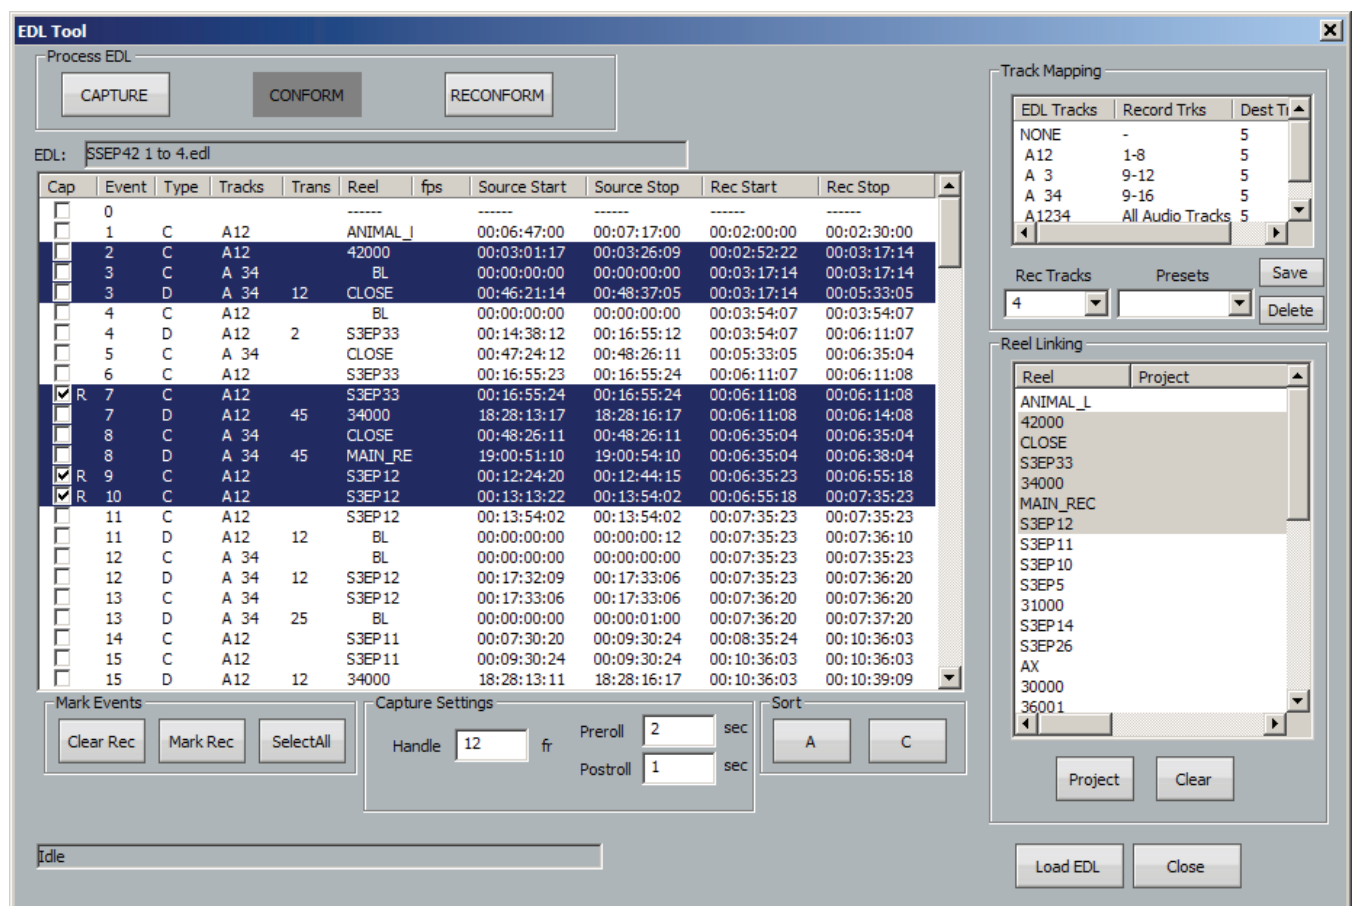 EDL Tool
Process EDL
CAPTURE CONFORM RECONFORM
EDL: SSEP42 1 to 4.edl
Cap Event Type Tracks Trans Reel fps Source Start Source Stop Rec Start Rec Stop
0 ------ ------ ------ ------ ------
1 C A12 ANIMAL_ 00:06:47:00 00:07:17:00 00:02:00:00 00:02:30:00
2 C A12 42000 00:03:01:17 00:03:26:09 00:02:52:22 00:03:17:14
3 C A 34 BL 00:00:00:00 00:00:00:00 00:03:17:14 00:03:17:14
3 D A 34 12 CLOSE 00:46:21:14 00:48:37:05 00:03:17:14 00:05:33:05
4 C A12 BL 00:00:00:00 00:00:00:00 00:03:54:07 00:03:54:07
4 D A12 2 S3EP33 00:14:38:12 00:16:55:12 00:03:54:07 00:06:11:07
5 C A 34 CLOSE 00:47:24:12 00:48:26:11 00:05:33:05 00:06:35:04
6 C A12 S3EP33 00:16:55:23 00:16:55:24 00:06:11:07 00:06:11:08
R 7 C A12 S3EP33 00:16:55:24 00:16:55:24 00:06:11:08 00:06:11:08
7 D A12 45 34000 18:28:13:17 18:28:16:17 00:06:11:08 00:06:14:08
8 C A 34 CLOSE 00:48:26:11 00:48:26:11 00:06:35:04 00:06:35:04
8 D A 34 45 MAIN_RE 19:00:51:10 19:00:54:10 00:06:35:04 00:06:38:04
R 9 C A12 S3EP12 00:12:24:20 00:12:44:15 00:06:35:23 00:06:55:18
R 10 C A12 S3EP12 00:13:13:22 00:13:54:02 00:06:55:18 00:07:35:23
11 C A12 S3EP12 00:13:54:02 00:13:54:02 00:07:35:23 00:07:35:23
11 D A12 12 BL 00:00:00:00 00:00:00:12 00:07:35:23 00:07:36:10
12 C A 34 BL 00:00:00:00 00:00:00:00 00:07:35:23 00:07:35:23
12 D A 34 12 S3EP12 00:17:32:09 00:17:33:06 00:07:35:23 00:07:36:20
13 C A 34 S3EP12 00:17:33:06 00:17:33:06 00:07:36:20 00:07:36:20
13 D A 34 25 BL 00:00:00:00 00:00:01:00 00:07:36:20 00:07:37:20
14 C A12 S3EP11 00:07:30:20 00:09:30:24 00:08:35:24 00:10:36:03
15 C A12 S3EP11 00:09:30:24 00:09:30:24 00:10:36:03 00:10:36:03
15 D A12 12 34000 18:28:13:11 18:28:16:17 00:10:36:03 00:10:39:09
Mark Events
Clear Rec Mark Rec SelectAll
Capture Settings
Handle 12 fr
Preroll 2 sec
Postroll 1 sec
Sort
A C
Idle
Track Mapping
EDL Tracks Record Trks Dest Tr
NONE - 5
A12 1-8 5
A 3 9-12 5
A 34 9-16 5
A1234 All Audio Tracks 5
Rec Tracks Presets Save
4 Delete
Reel Linking
Reel Project
ANIMAL_L
42000
CLOSE
S3EP33
34000
MAIN_REC
S3EP12
S3EP11
S3EP10
S3EP5
31000
S3EP14
S3EP26
AX
30000
36001
Project Clear
Load EDL Close